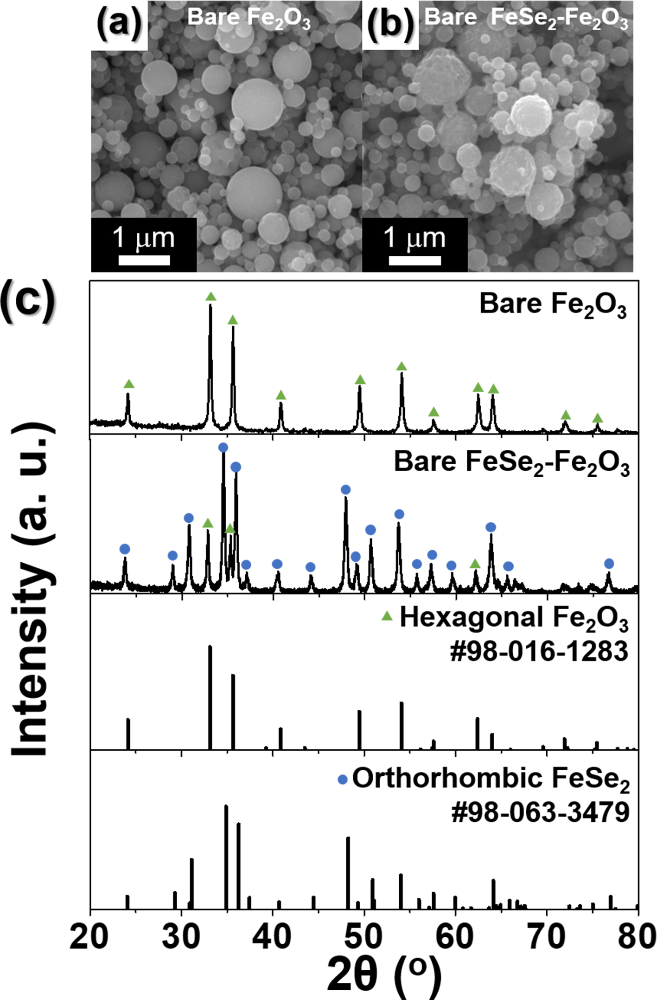 (a) Bare Fe₂O₃
(b) Bare FeSe₂-Fe₂O₃
1 μm
1 μm
(c)
Bare Fe₂O₃
Bare FeSe₂-Fe₂O₃
Hexagonal Fe₂O₃
#98-016-1283
Orthorhombic FeSe₂
#98-063-3479
Intensity (a. u.)
20 30 40 50 60 70 80
2θ (°)